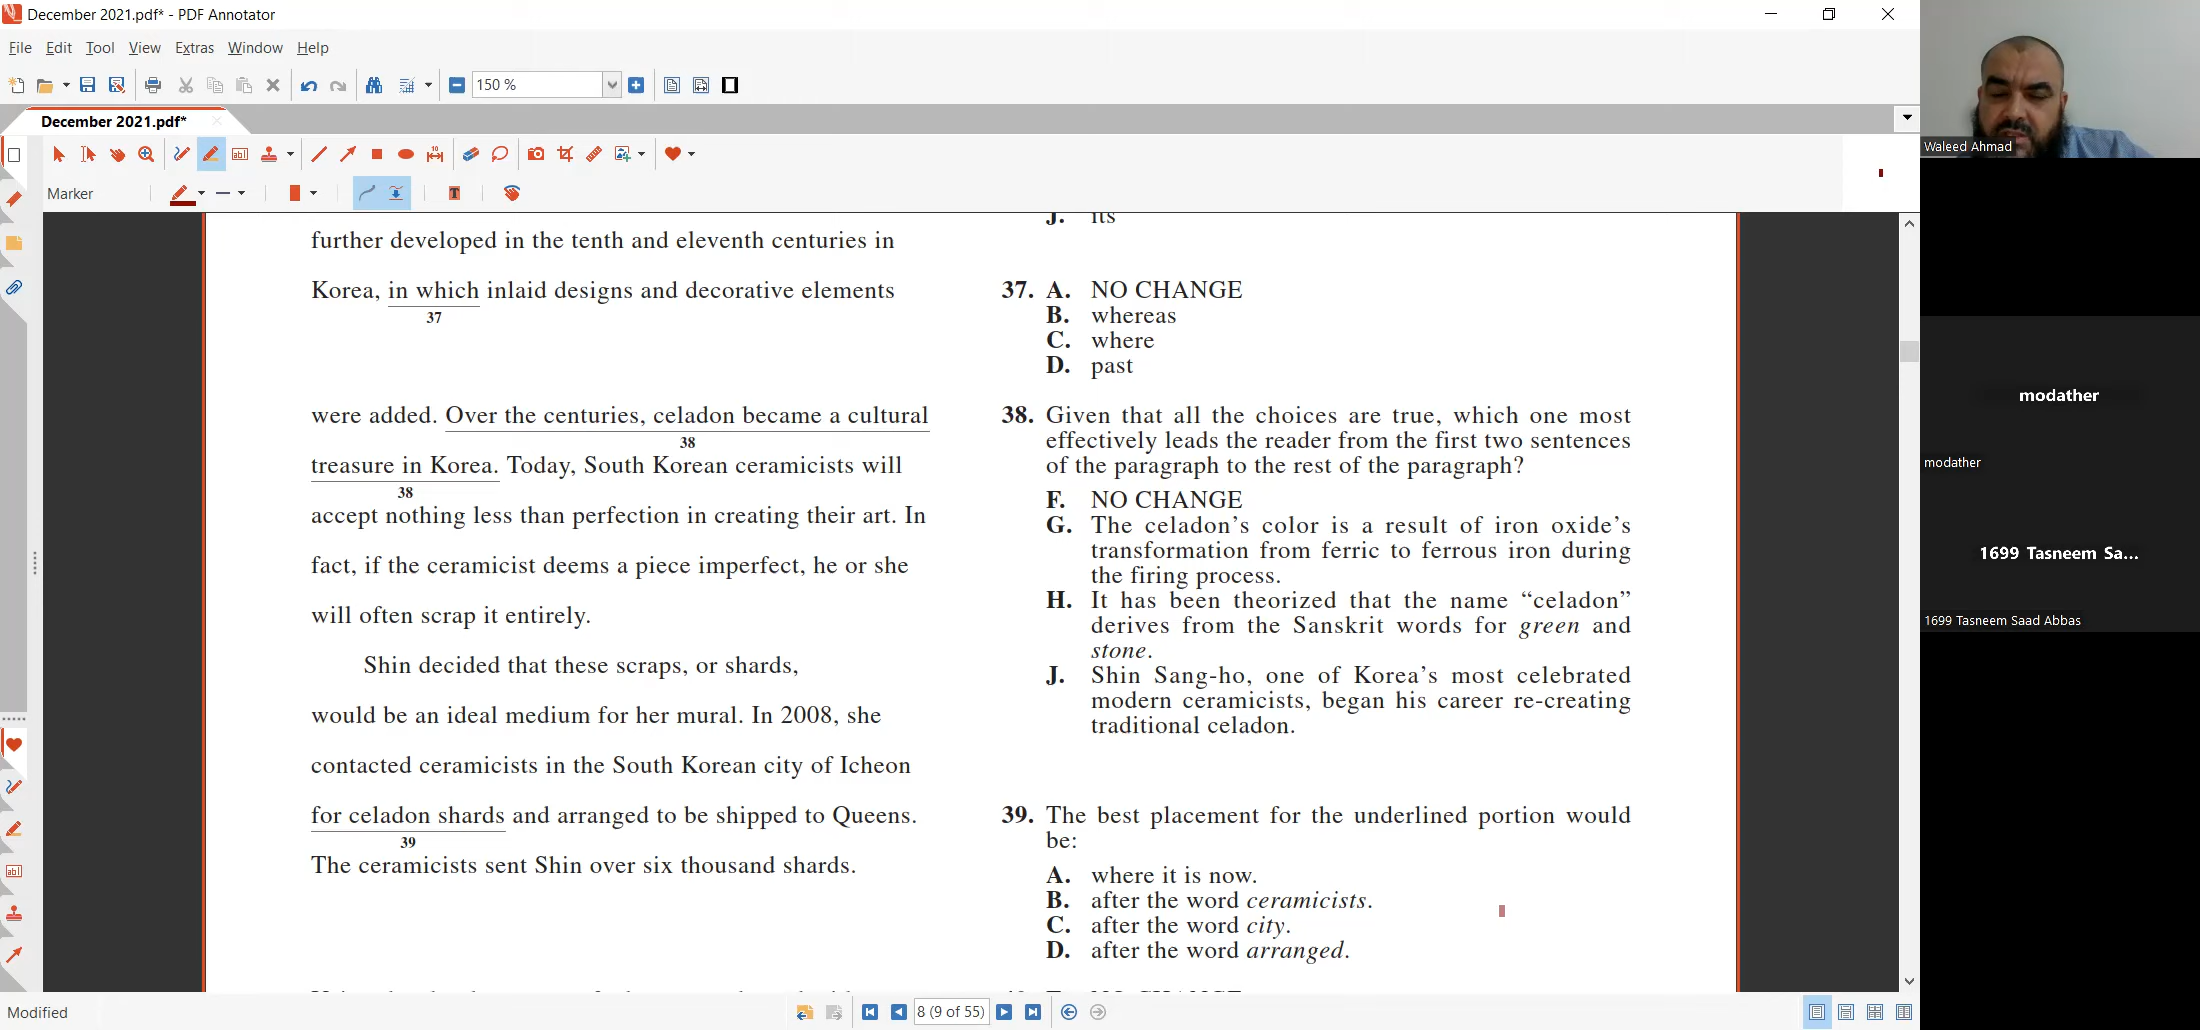 December 2021.pdf* - PDF Annotator
File Edit Tool View Extras Window Help
150 %
December 2021.pdf*
Marker
further developed in the tenth and eleventh centuries in
Korea, in which inlaid designs and decorative elements
37
were added. Over the centuries, celadon became a cultural
38
treasure in Korea. Today, South Korean ceramicists will
38
accept nothing less than perfection in creating their art. In
fact, if the ceramicist deems a piece imperfect, he or she
will often scrap it entirely.
Shin decided that these scraps, or shards,
would be an ideal medium for her mural. In 2008, she
contacted ceramicists in the South Korean city of Icheon
for celadon shards and arranged to be shipped to Queens.
39
The ceramicists sent Shin over six thousand shards.
J. its
37. A. NO CHANGE
B. whereas
C. where
D. past
38. Given that all the choices are true, which one most
effectively leads the reader from the first two sentences
of the paragraph to the rest of the paragraph?
F. NO CHANGE
G. The celadon's color is a result of iron oxide's
transformation from ferric to ferrous iron during
the firing process.
H. It has been theorized that the name “celadon”
derives from the Sanskrit words for green and
stone.
J. Shin Sang-ho, one of Korea's most celebrated
modern ceramicists, began his career re-creating
traditional celadon.
39. The best placement for the underlined portion would
be:
A. where it is now.
B. after the word ceramicists.
C. after the word city.
D. after the word arranged.
Modified
8 (9 of 55)
Waleed Ahmad
modather
modather
1699 Tasneem Sa...
1699 Tasneem Saad Abbas